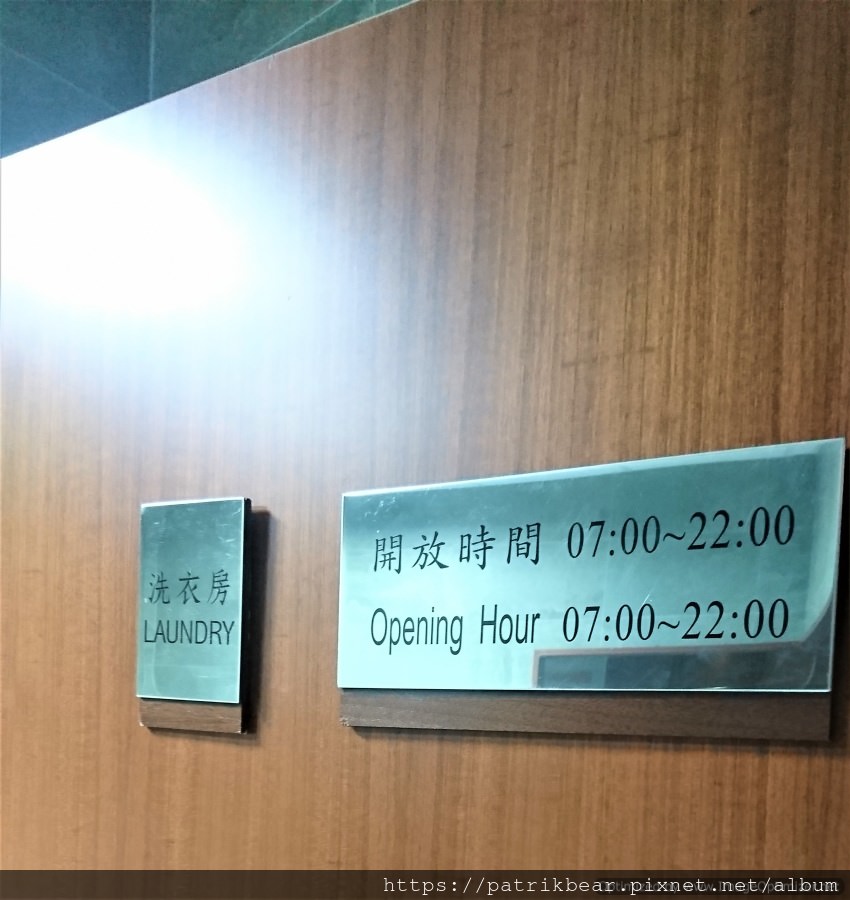 洗衣房
LAUNDRY
開放時間 07:00~22:00
Opening Hour 07:00~22:00
https://patrikbear.pixnet.net/album